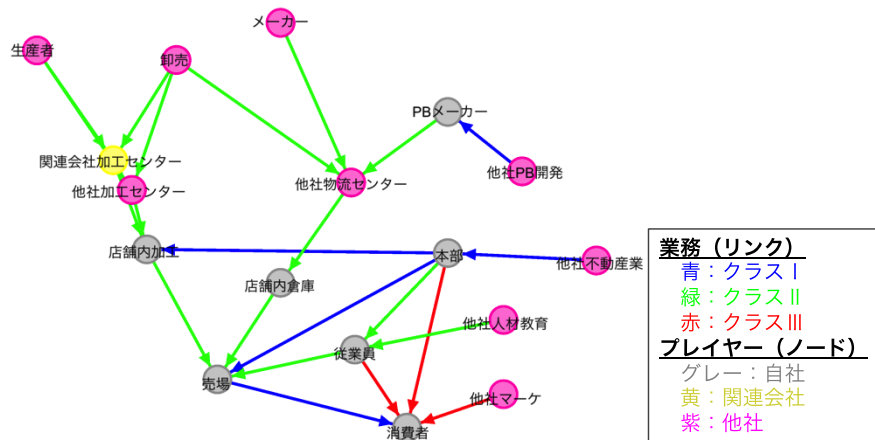 メーカー
生産者
卸売
PBメーカー
関連会社加工センター
他社PB開発
他社加工センター
他社物流センター
店舗内加工
本部
他社不動産業
店舗内倉庫
他社人材教育
従業員
売場
他社マーケ
消費者
業務（リンク）
青：クラスⅠ
緑：クラスⅡ
赤：クラスⅢ
プレイヤー（ノード）
グレー：自社
黄：関連会社
紫：他社